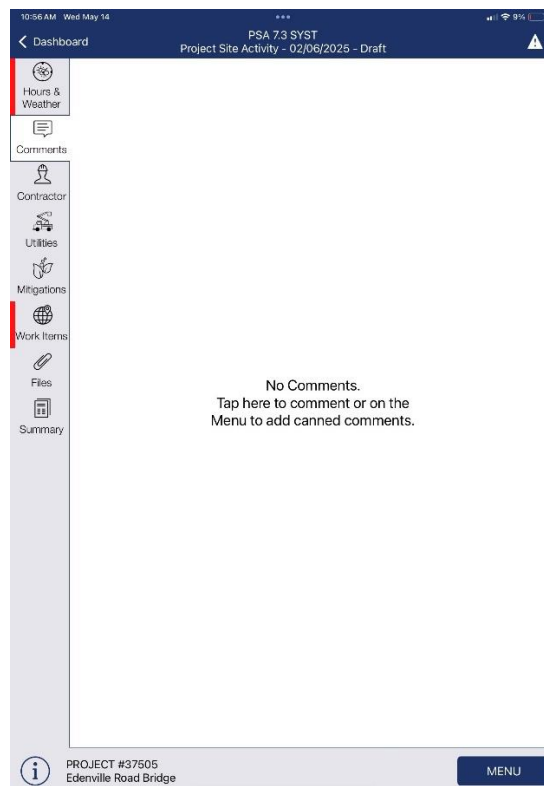 10:56 AM Wed May 14
9%
Dashboard
PSA 7.3 SYST
Project Site Activity - 02/06/2025 - Draft
Hours &
Weather
Comments
Contractor
Utilities
Mitigations
Work Items
Files
Summary
No Comments.
Tap here to comment or on the
Menu to add canned comments.
PROJECT #37505
Edenville Road Bridge
MENU